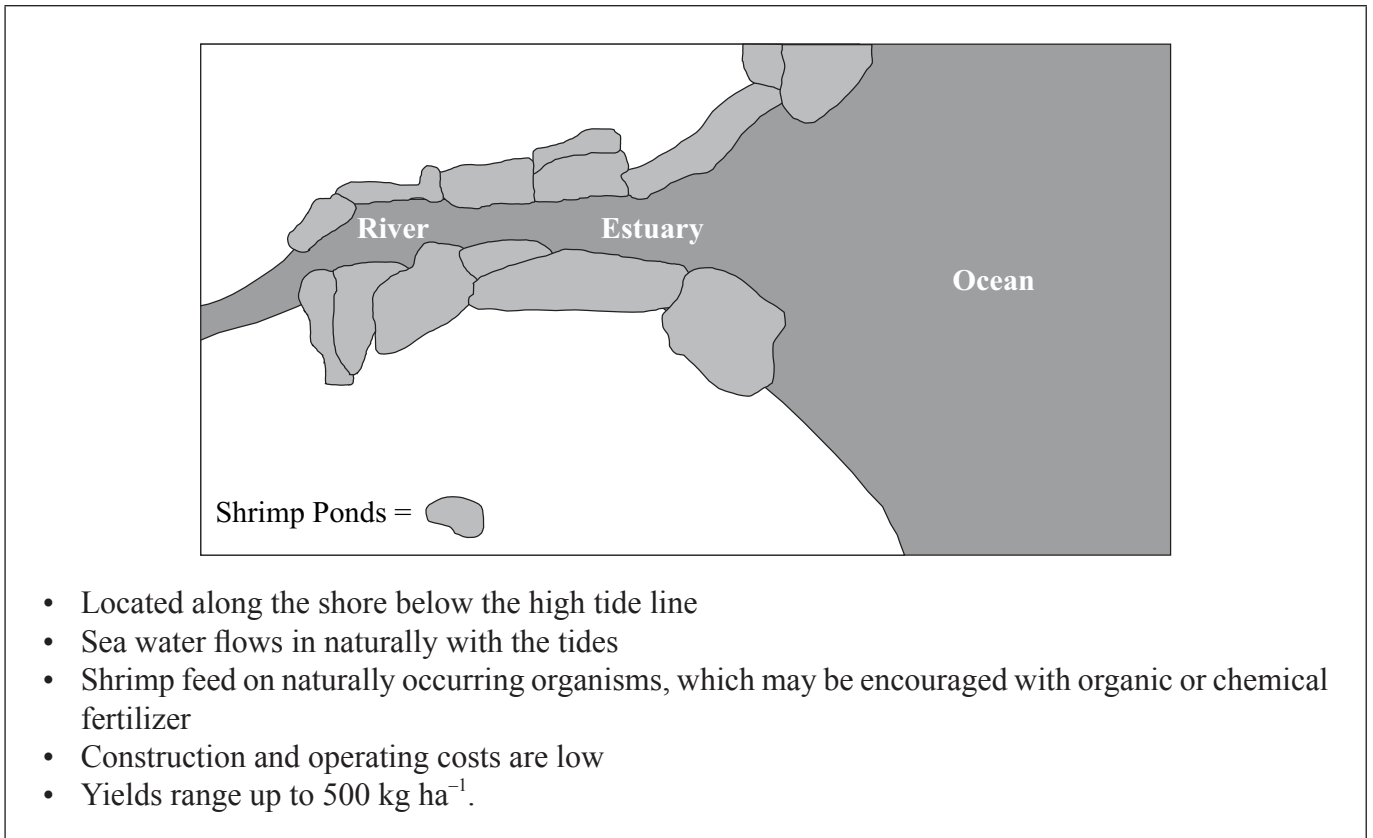 River
Estuary
Ocean
Shrimp Ponds =
• Located along the shore below the high tide line
• Sea water flows in naturally with the tides
• Shrimp feed on naturally occurring organisms, which may be encouraged with organic or chemical
fertilizer
• Construction and operating costs are low
• Yields range up to 500 kg ha⁻¹.